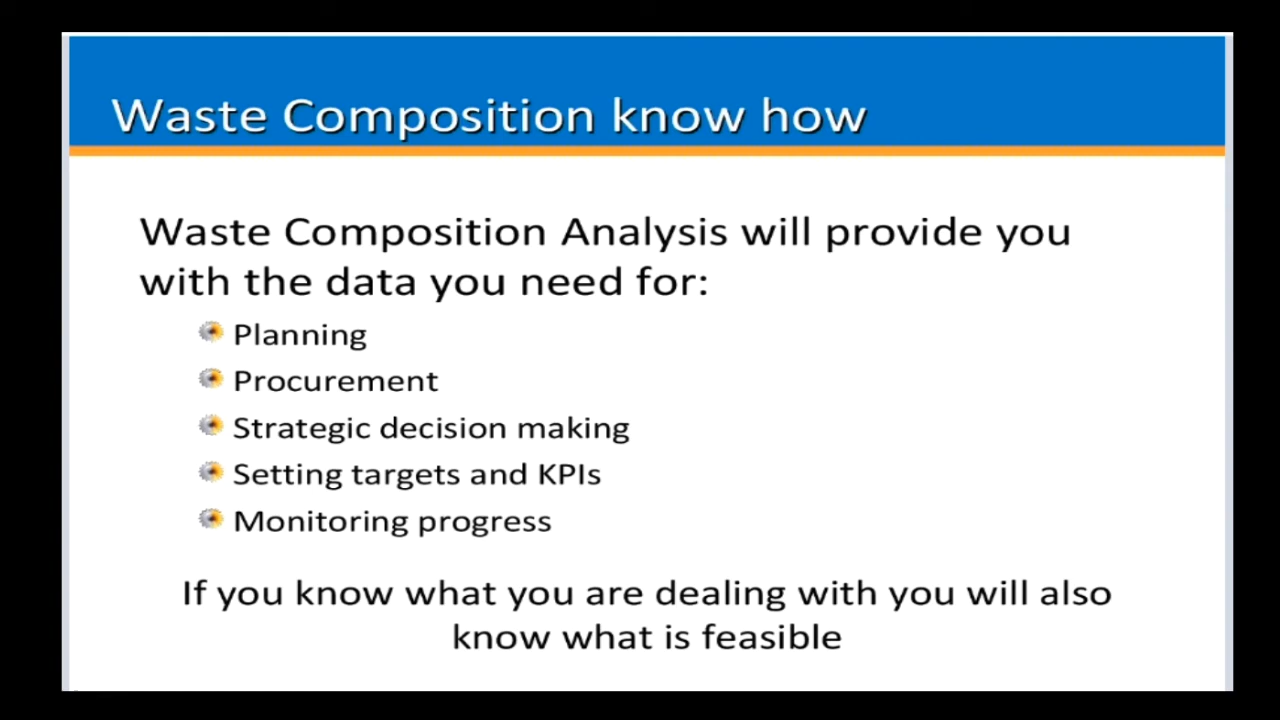 Waste Composition know how
Waste Composition Analysis will provide you
with the data you need for:
Planning
Procurement
Strategic decision making
Setting targets and KPIs
Monitoring progress
If you know what you are dealing with you will also
know what is feasible